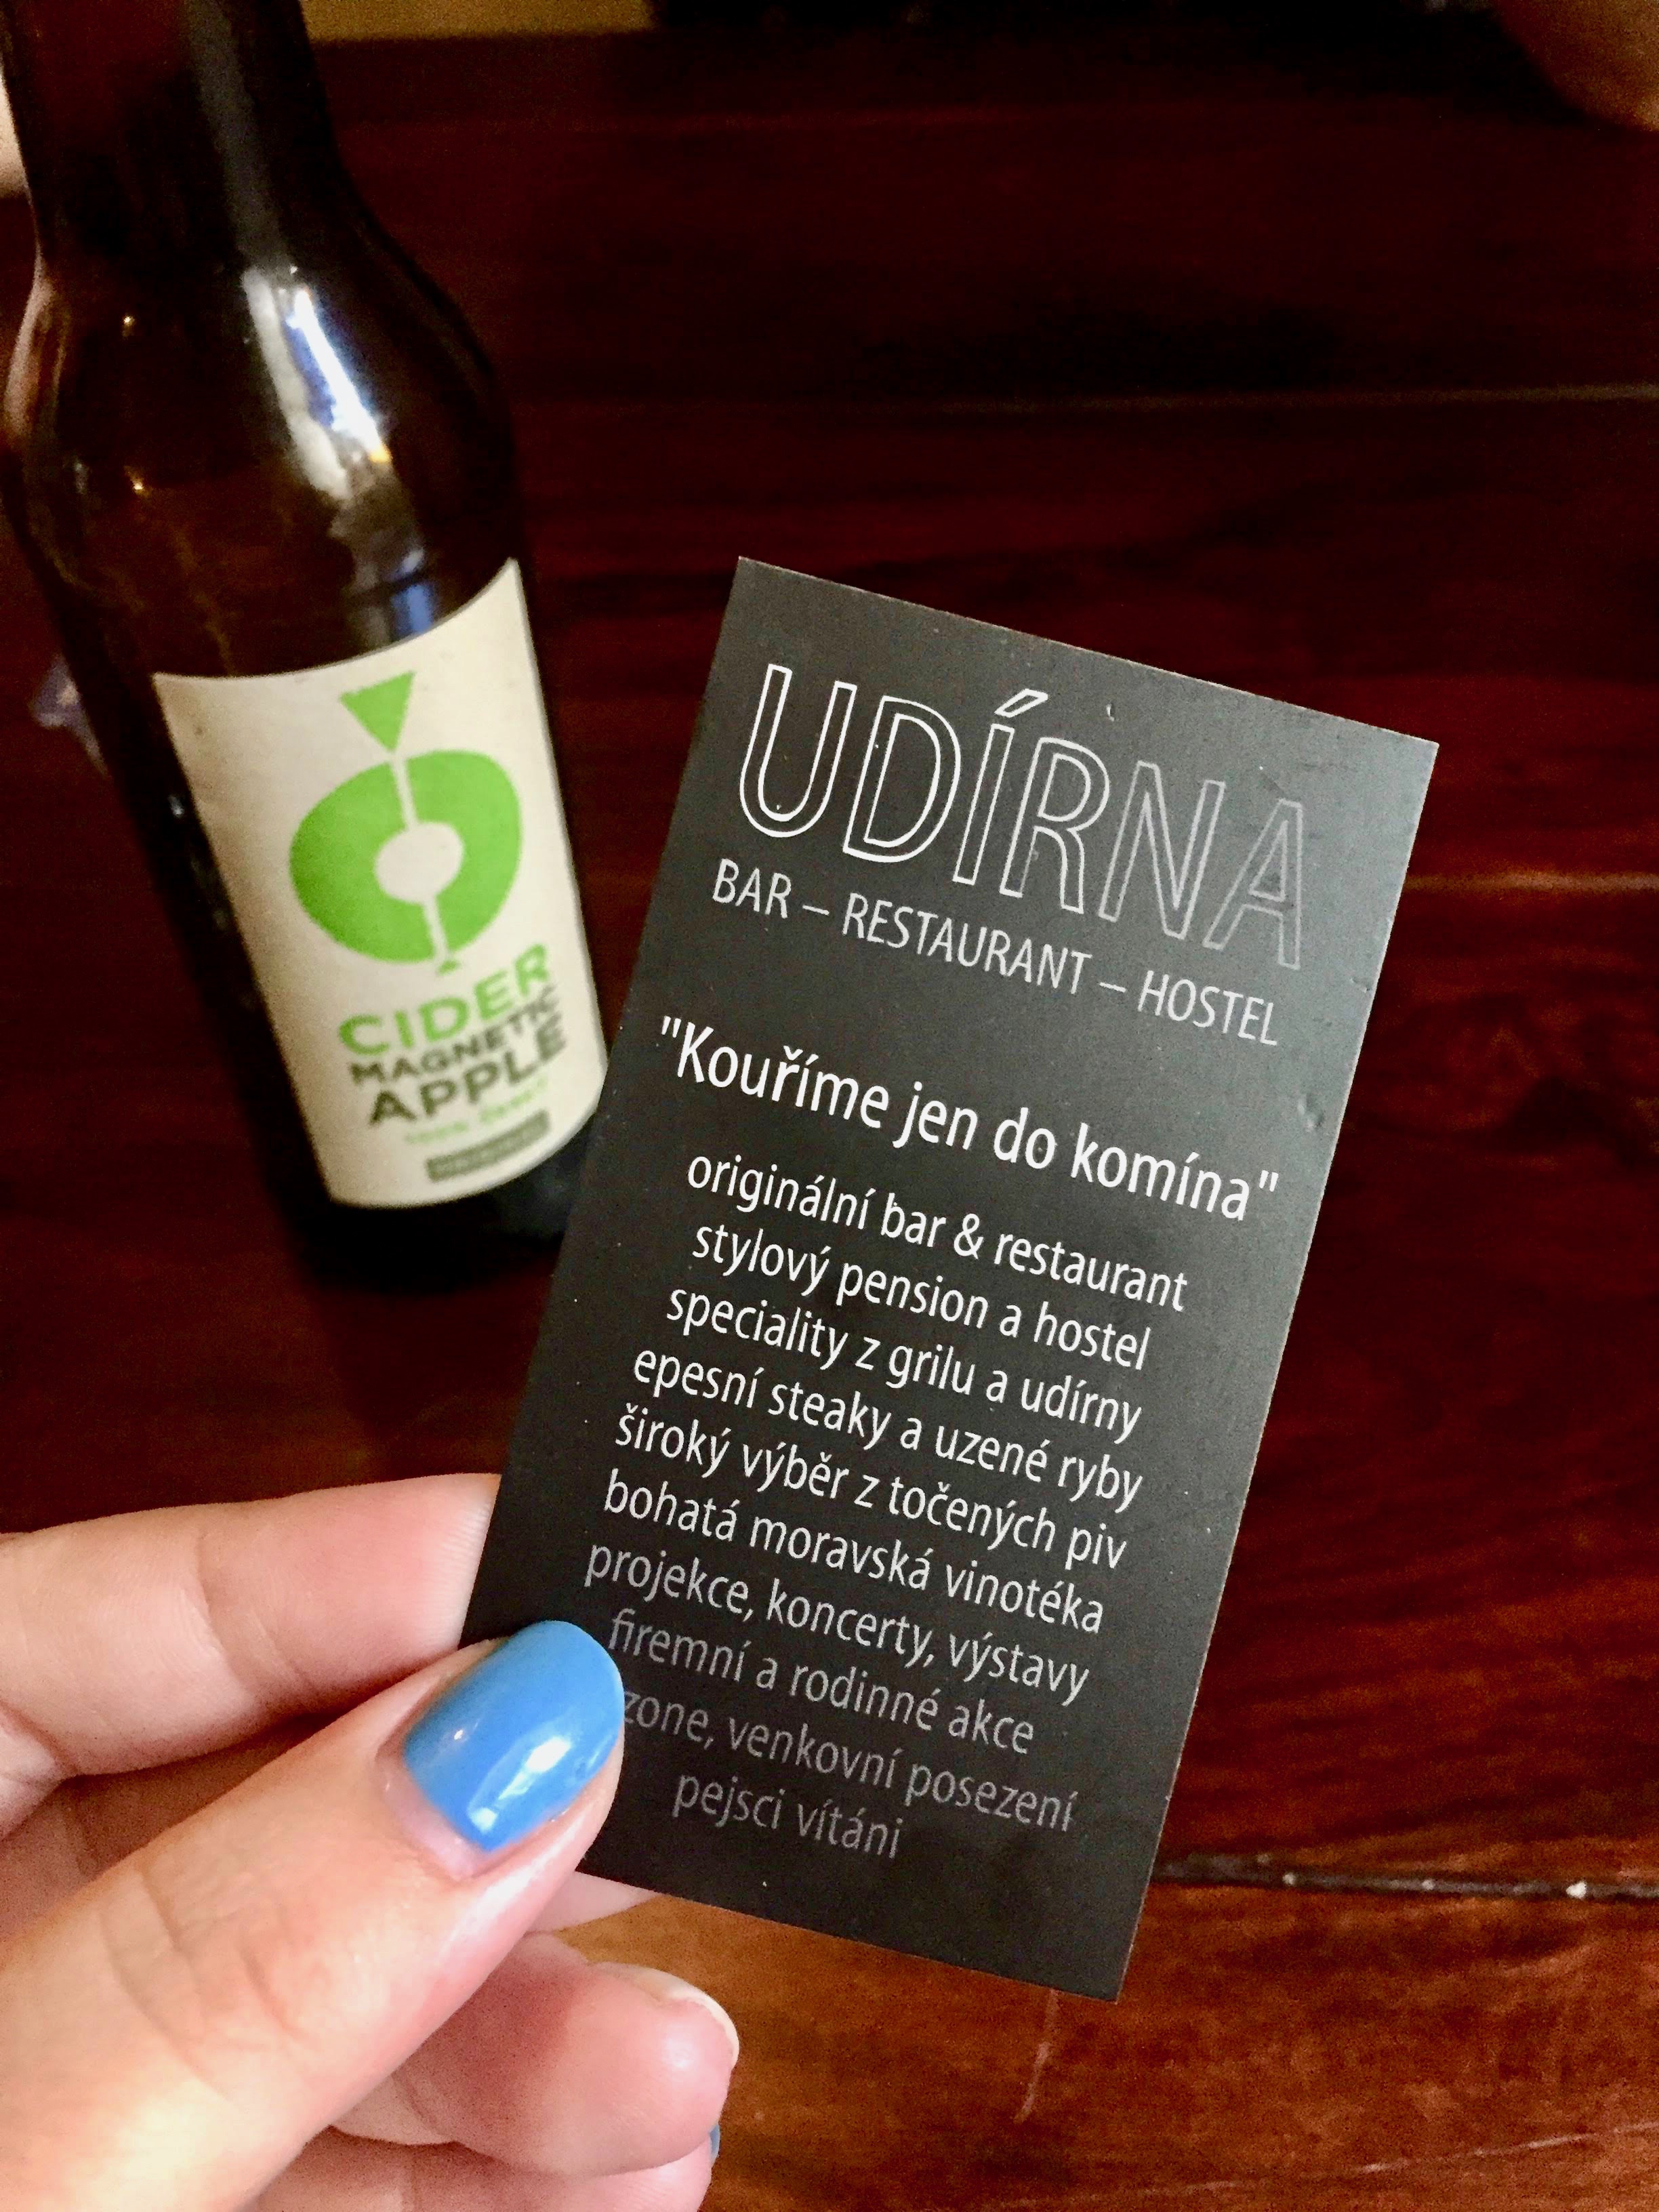 CIDER
MAGNETIC
APPLE
UDÍRNA
BAR – RESTAURANT – HOSTEL
"Kouříme jen do komína"
originální bar & restaurant
stylový pension a hostel
speciality z grilu a udírny
epesní steaky a uzené ryby
široký výběr z točených piv
bohatá moravská vinotéka
projekce, koncerty, výstavy
firemní a rodinné akce
zone, venkovní posezení
pejsci vítáni